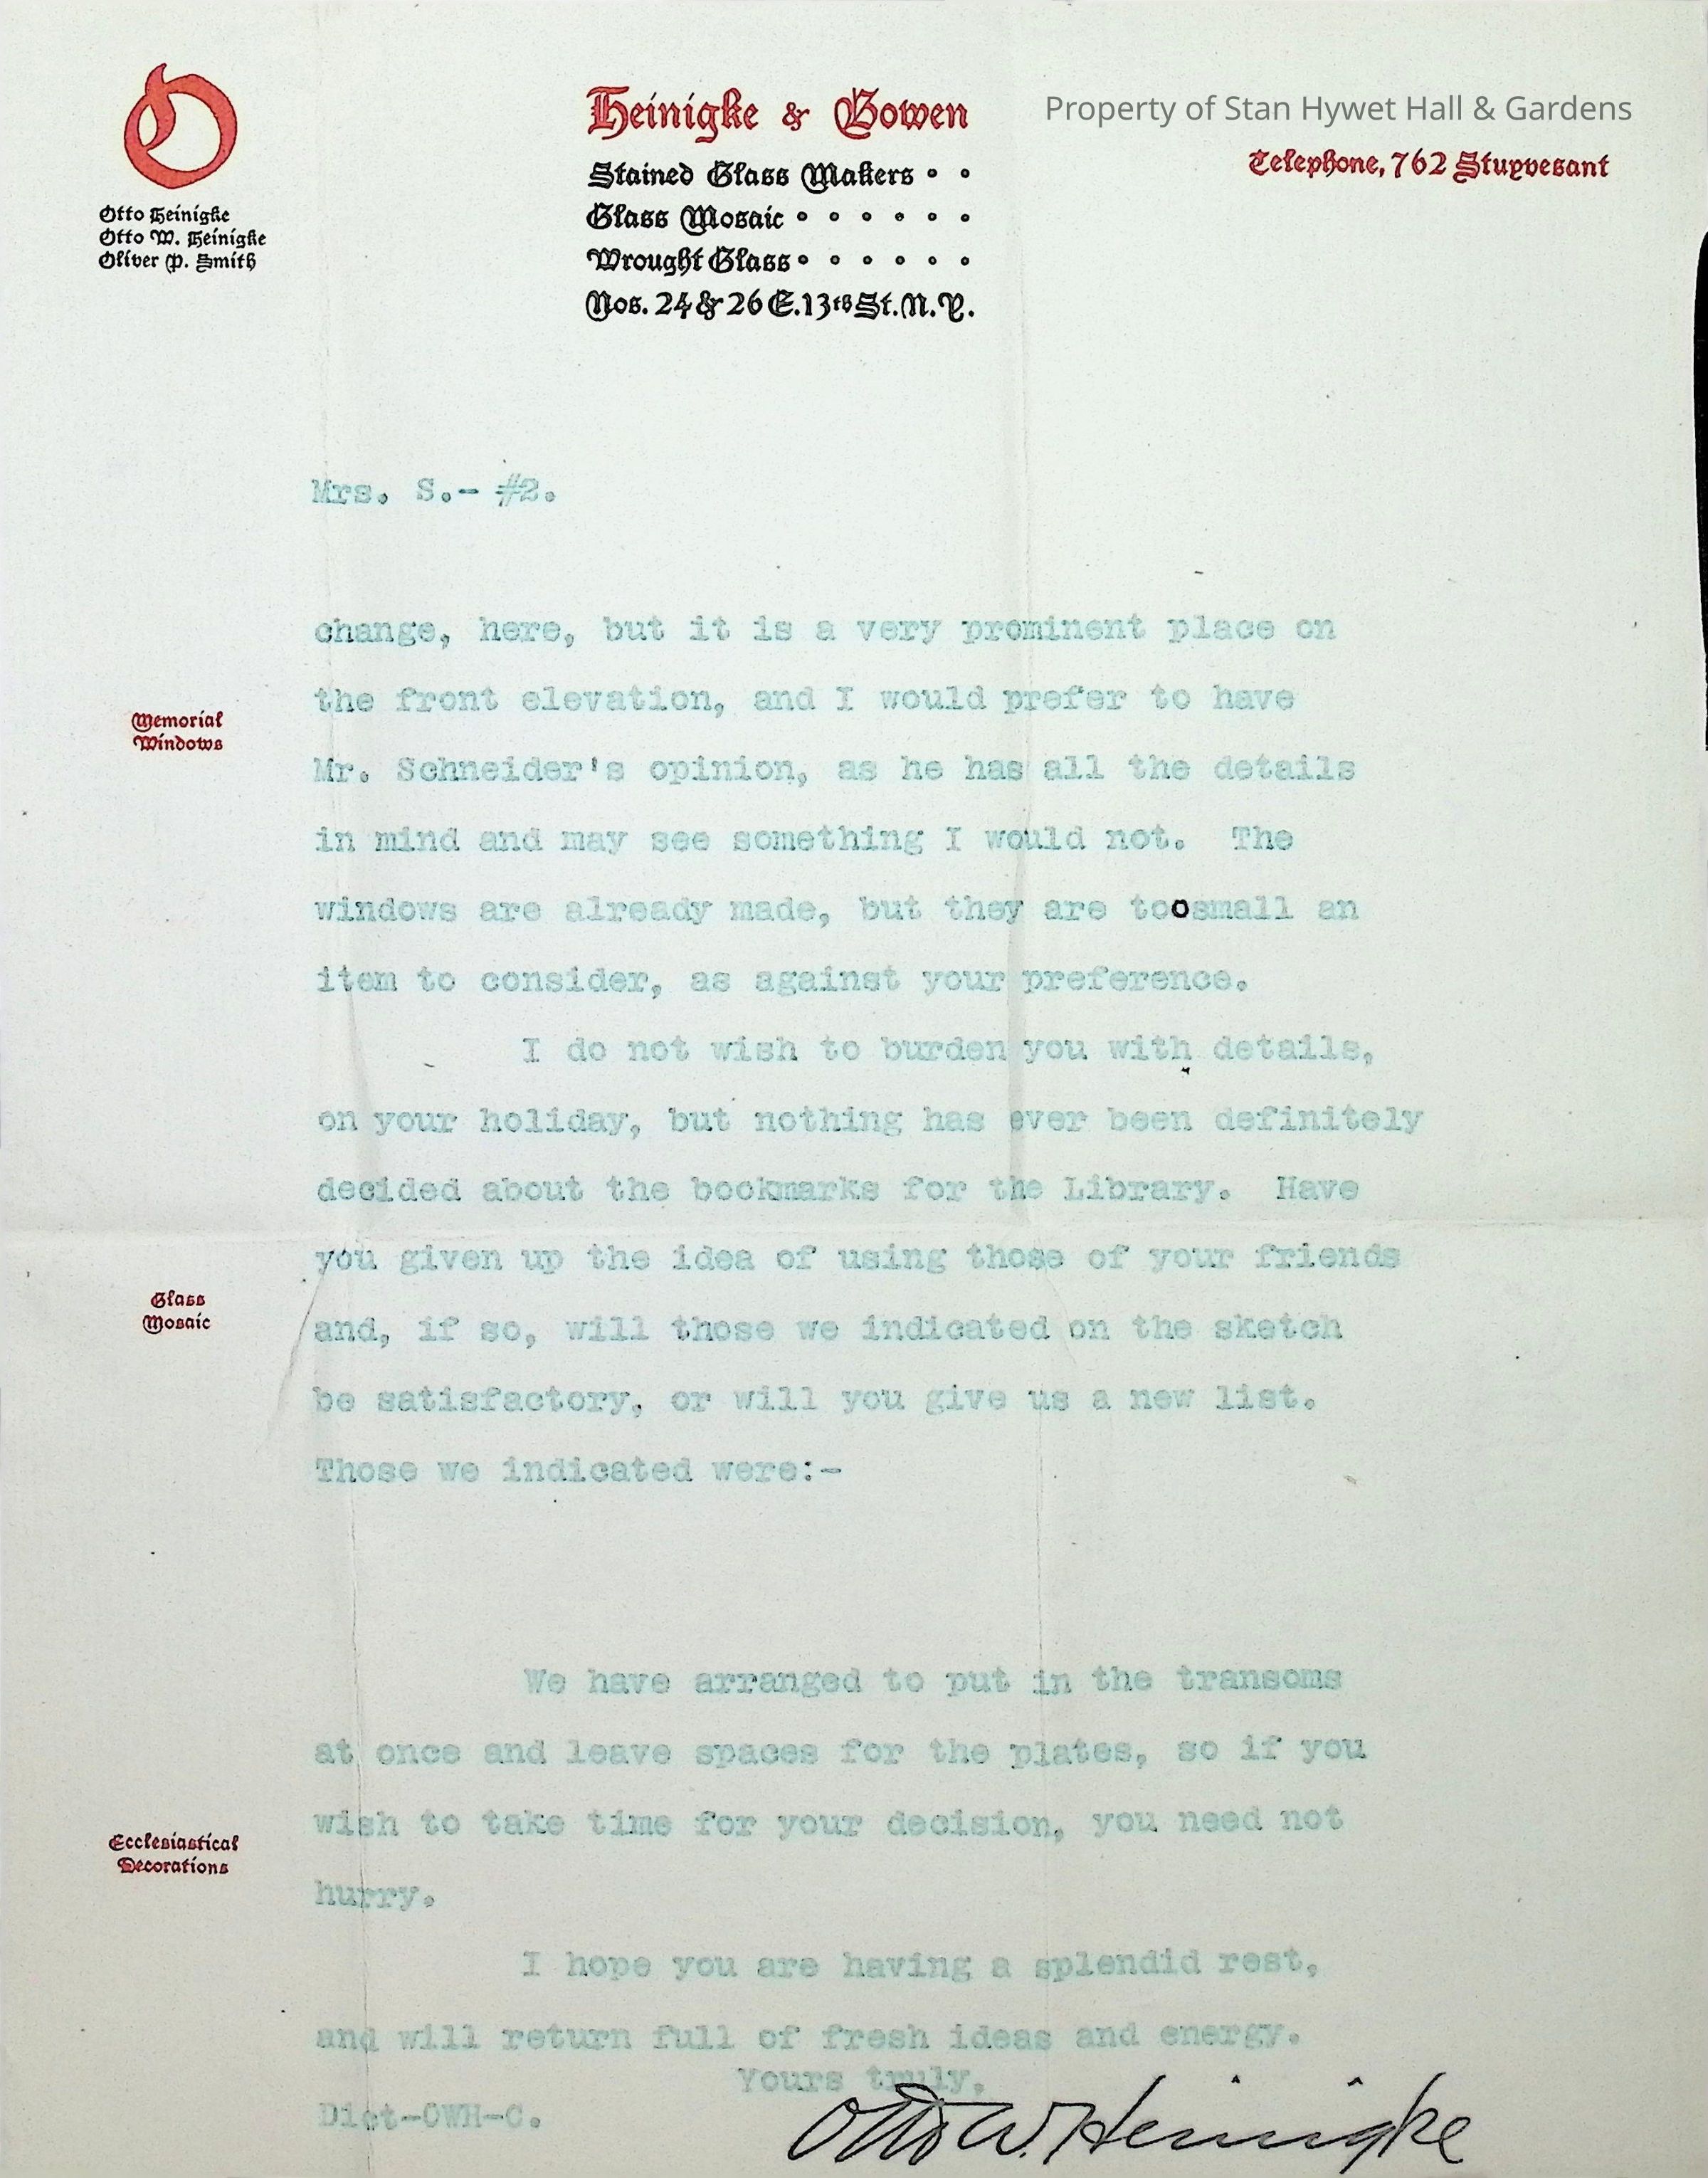 Property of Stan Hywet Hall & Gardens
Heinigke & Bowen
Stained Glass Makers
Glass Mosaic
Wrought Glass
Nos. 24 & 26 E. 13th St. N. Y.
Telephone, 762 Stuyvesant
O
Otto Heinigke
Otto W. Heinigke
Oliver P. Smith
Mrs. S.- #2.
change, here, but it is a very prominent place on
the front elevation, and I would prefer to have
Memorial
Windows
Mr. Schneider's opinion, as he has all the details
in mind and may see something I would not. The
windows are already made, but they are toosmall an
item to consider, as against your preference.
I do not wish to burden you with details,
on your holiday, but nothing has ever been definitely
decided about the bookmarks for the Library. Have
you given up the idea of using those of your friends
Glass
Mosaic
and, if so, will those we indicated on the sketch
be satisfactory, or will you give us a new list.
Those we indicated were:-
We have arranged to put in the transoms
at once and leave spaces for the plates, so if you
wish to take time for your decision, you need not
Ecclesiastical
Decorations
hurry.
I hope you are having a splendid rest,
and will return full of fresh ideas and energy.
Yours truly,
Dict-OWH-C.
Otto W. Heinigke